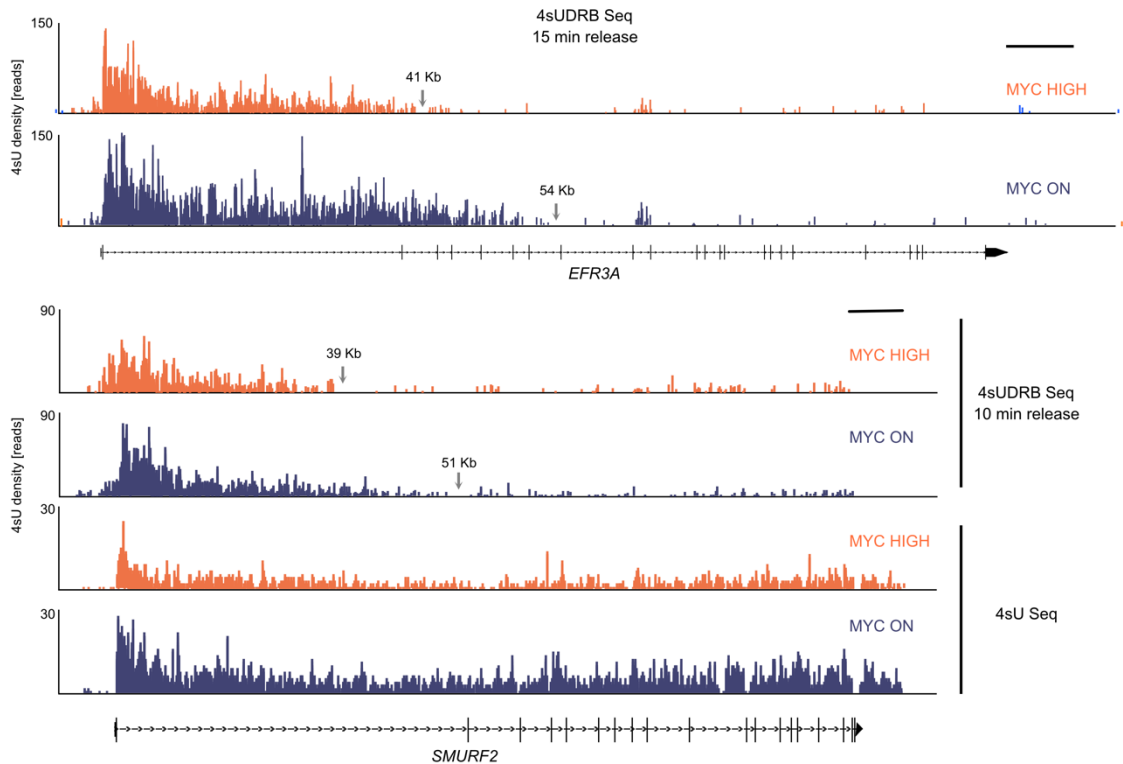 4sUDRB Seq
15 min release
4sU density [reads]
150
41 Kb
MYC HIGH
150
54 Kb
MYC ON
EFR3A
4sU density [reads]
90
39 Kb
MYC HIGH
4sUDRB Seq
10 min release
90
51 Kb
MYC ON
30
MYC HIGH
4sU Seq
30
MYC ON
SMURF2